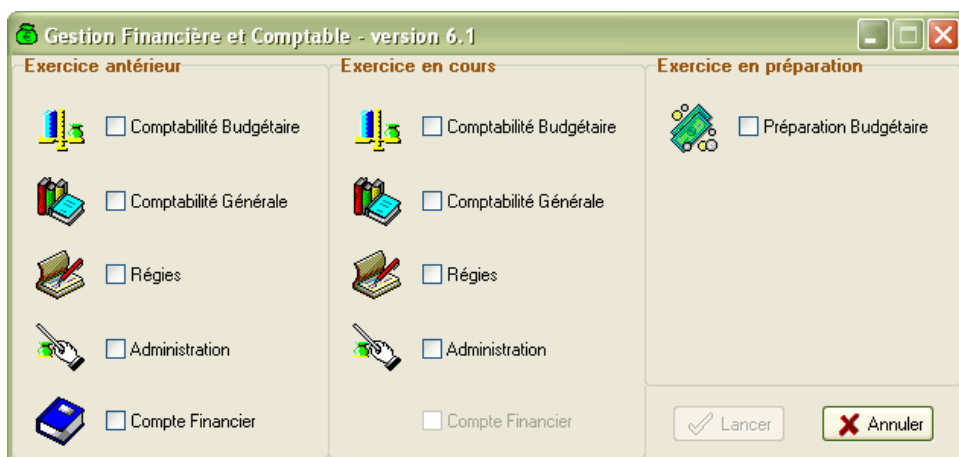 Gestion Financière et Comptable - version 6.1
Exercice antérieur
Comptabilité Budgétaire
Comptabilité Générale
Régies
Administration
Compte Financier
Exercice en cours
Comptabilité Budgétaire
Comptabilité Générale
Régies
Administration
Compte Financier
Exercice en préparation
Préparation Budgétaire
Lancer
Annuler